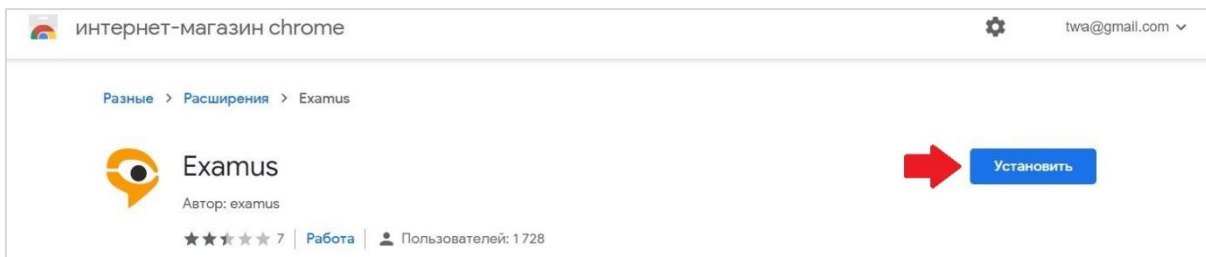 интернет-магазин chrome
twa@gmail.com
Разные > Расширения > Examus
Examus
Установить
Автор: examus
7 | Работа | Пользователей: 1 728